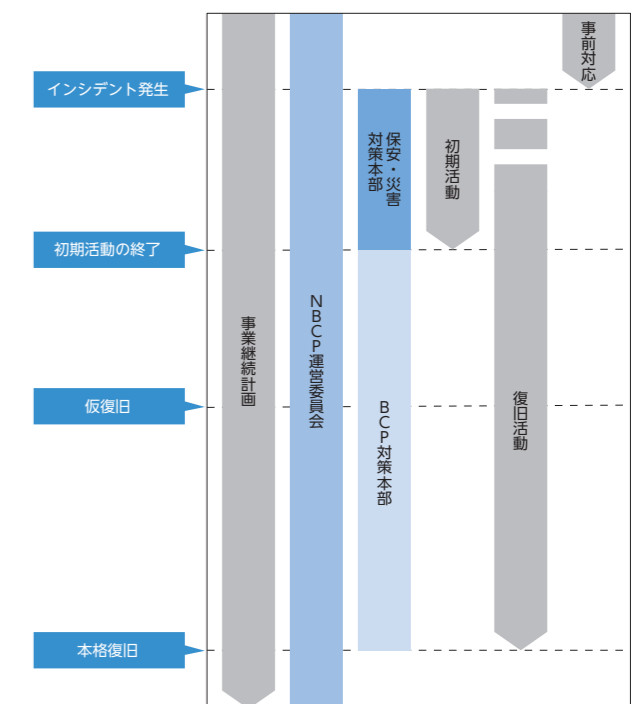 事前対応
インシデント発生
保安・災害
対策本部
初期活動
初期活動の終了
事業継続計画
NBCP運営委員会
仮復旧
BCP対策本部
復旧活動
本格復旧